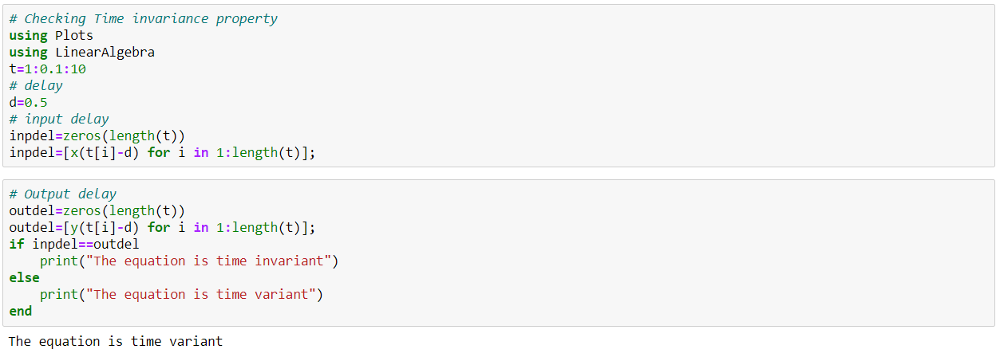 # Checking Time invariance property
using Plots
using LinearAlgebra
t=1:0.1:10
# delay
d=0.5
# input delay
inpdel=zeros(length(t))
inpdel=[x(t[i]-d) for i in 1:length(t)];
# Output delay
outdel=zeros(length(t))
outdel=[y(t[i]-d) for i in 1:length(t)];
if inpdel==outdel
    print("The equation is time invariant")
else
    print("The equation is time variant")
end
The equation is time variant